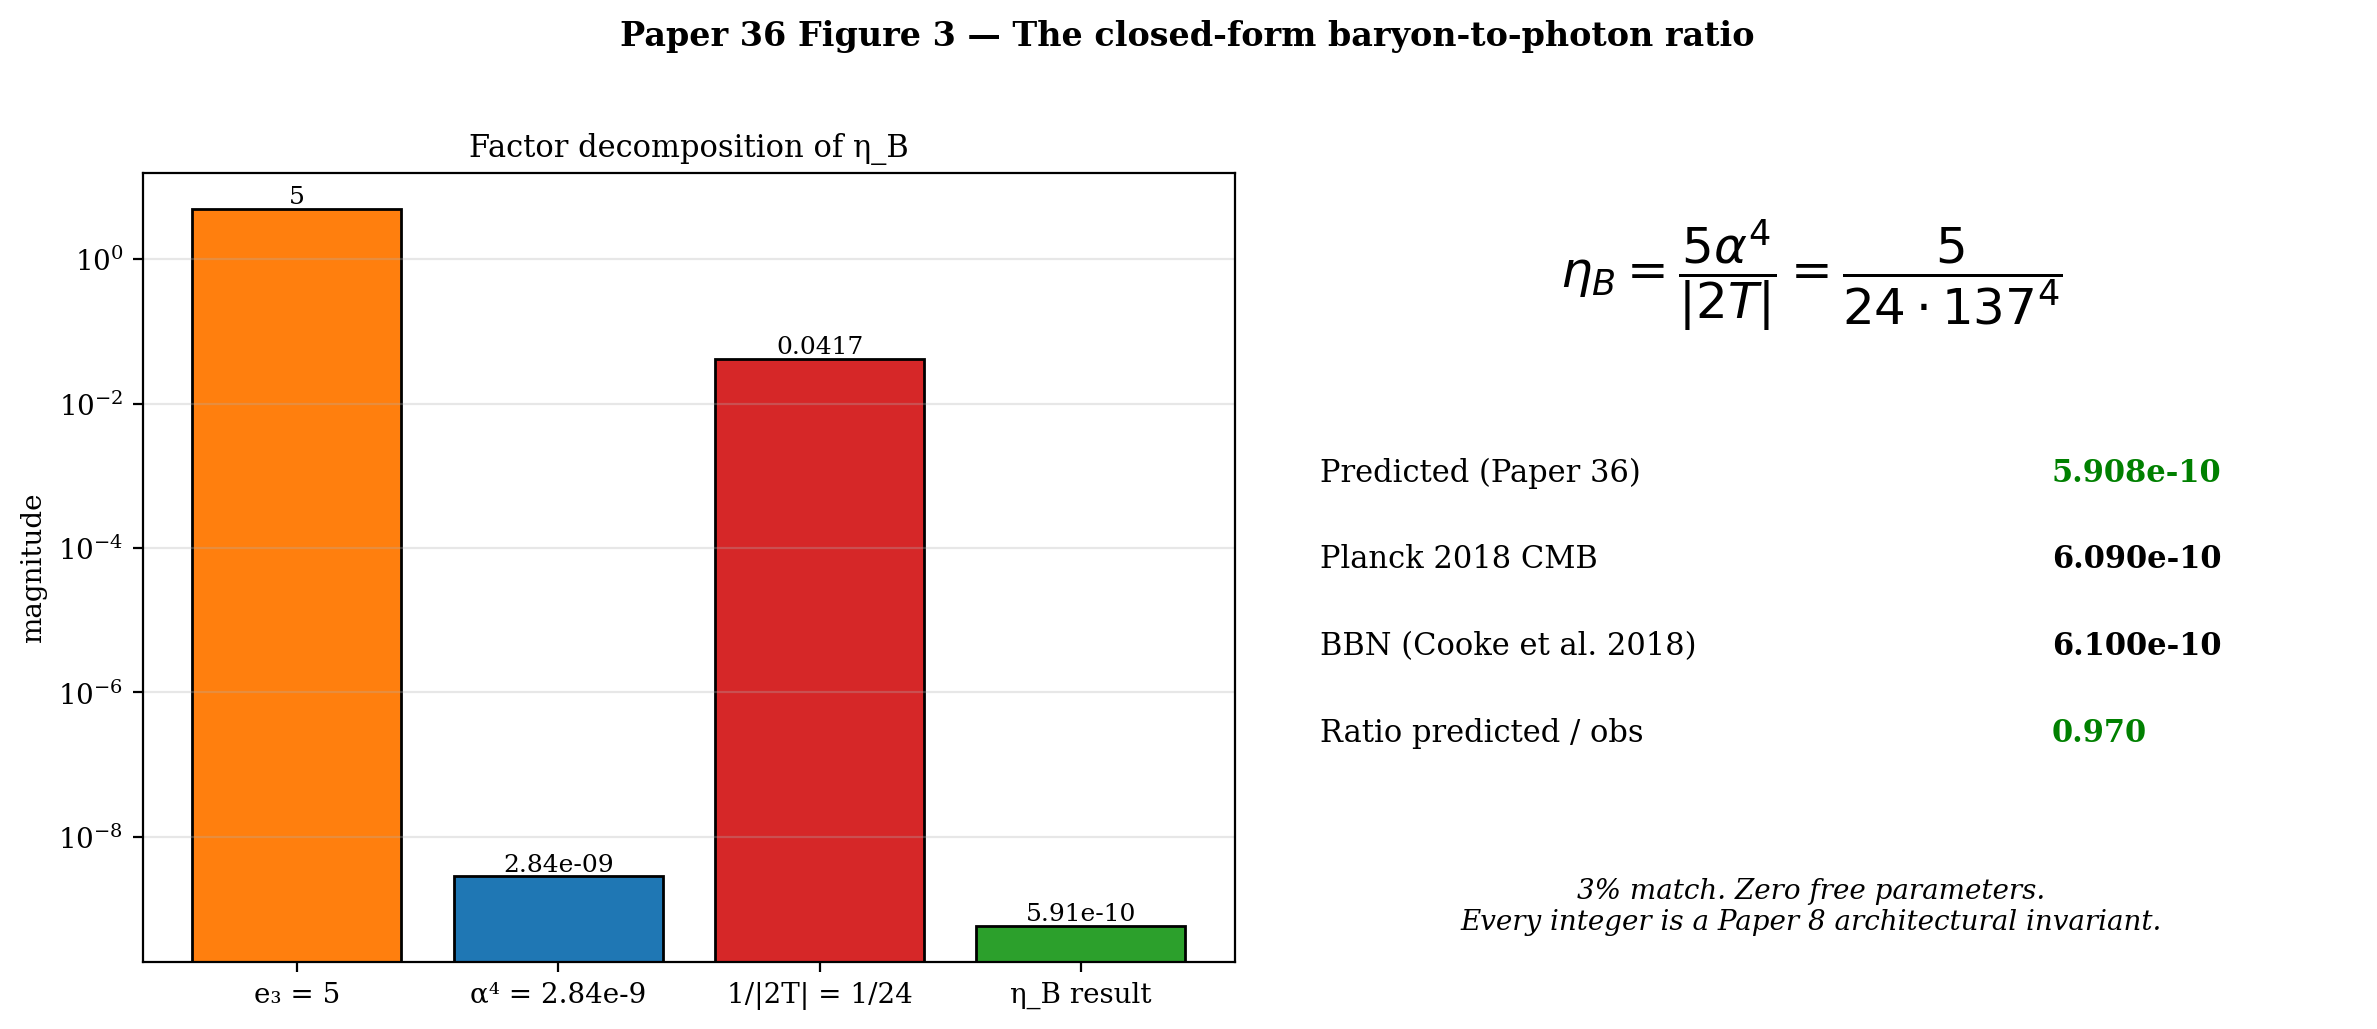 Paper 36 Figure 3 — The closed-form baryon-to-photon ratio
Factor decomposition of η_B
magnitude
10⁰
10⁻²
10⁻⁴
10⁻⁶
10⁻⁸
5
2.84e-09
0.0417
5.91e-10
e₃ = 5
α⁴ = 2.84e-9
1/|2T| = 1/24
η_B result
η_B = 5α⁴/|2T| = 5/(24 · 137⁴)
Predicted (Paper 36) 5.908e-10
Planck 2018 CMB 6.090e-10
BBN (Cooke et al. 2018) 6.100e-10
Ratio predicted / obs 0.970
3% match. Zero free parameters.
Every integer is a Paper 8 architectural invariant.